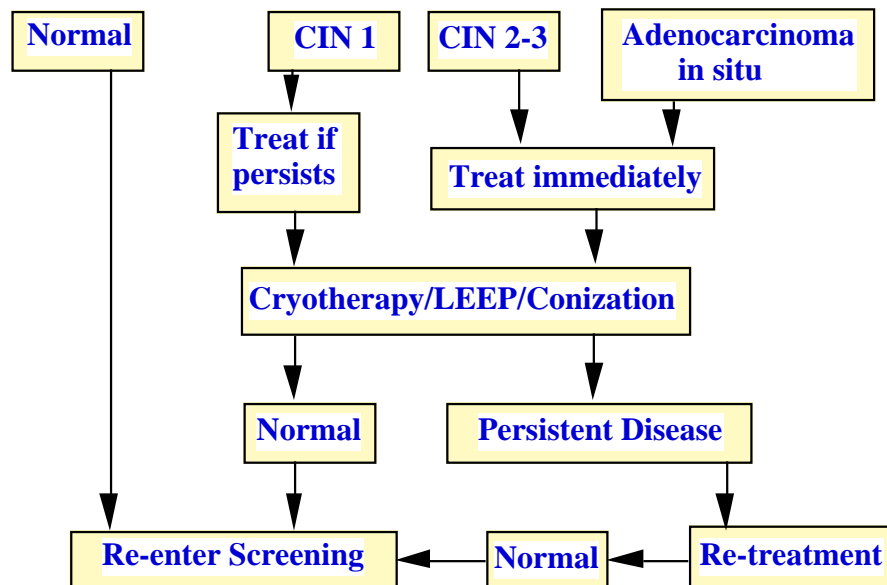 Normal
CIN 1
CIN 2-3
Adenocarcinoma
in situ
Treat if
persists
Treat immediately
Cryotherapy/LEEP/Conization
Normal
Persistent Disease
Re-enter Screening
Normal
Re-treatment